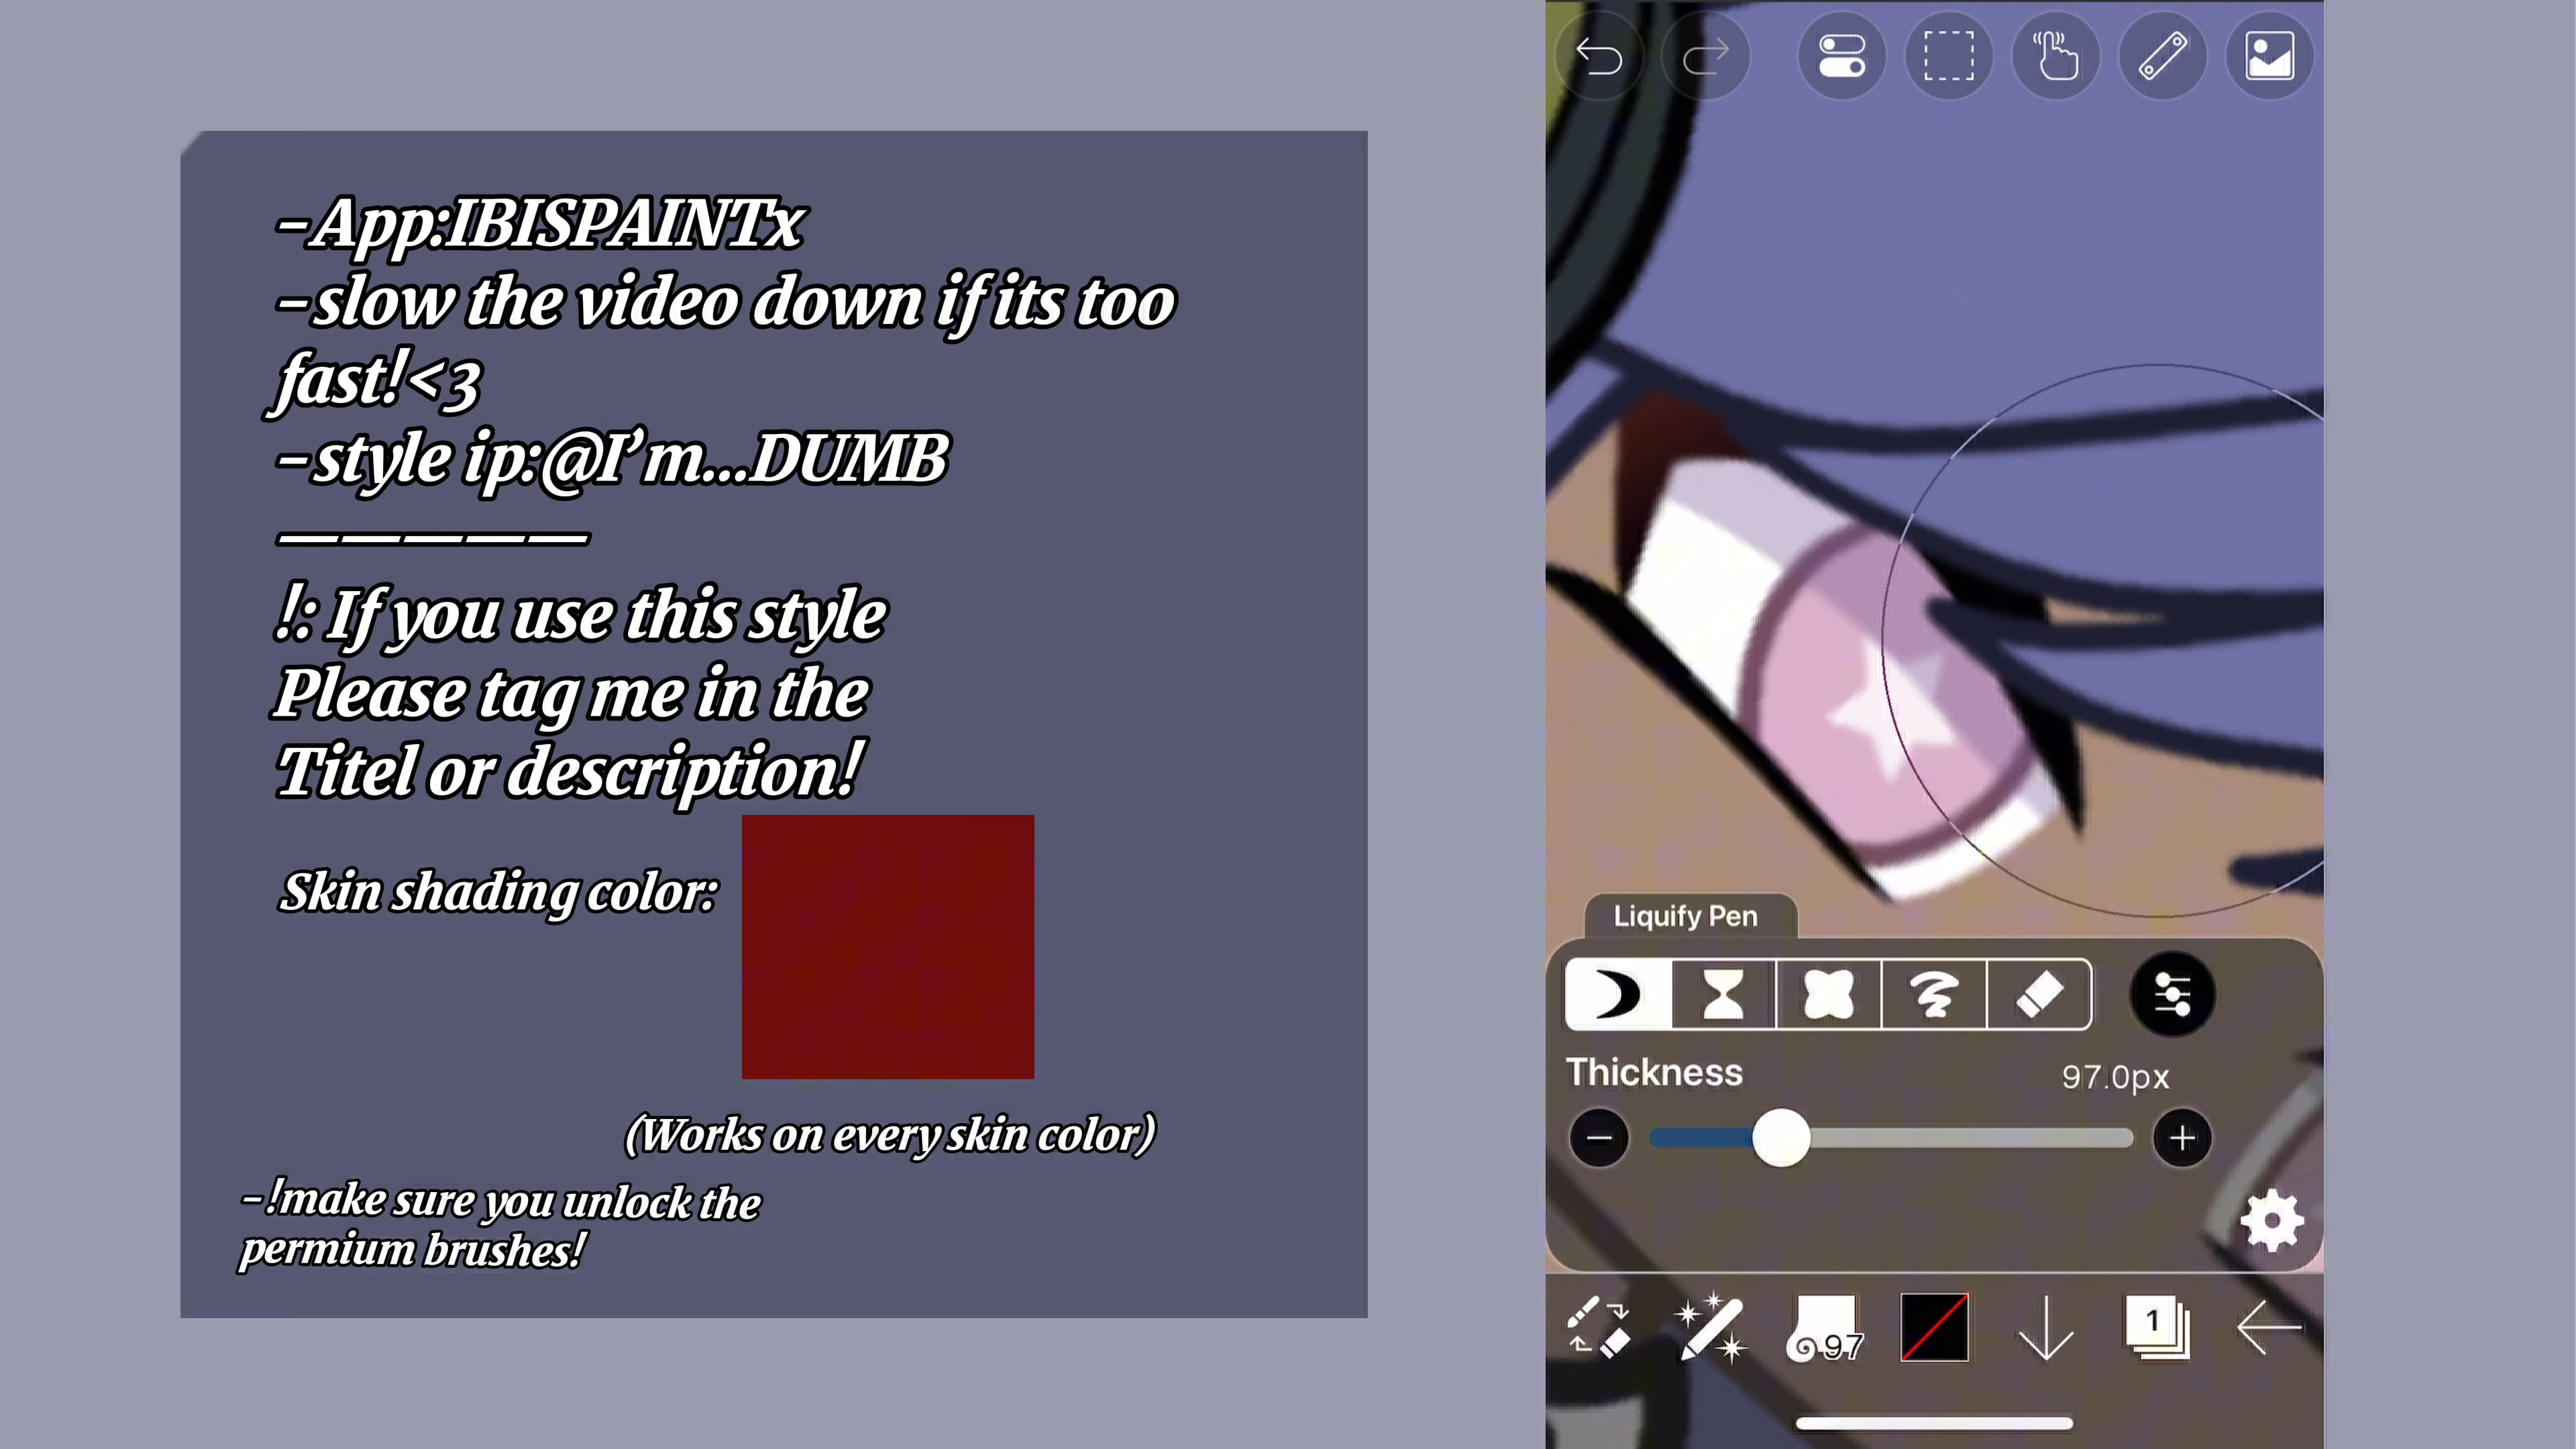 -App:IBISPAINTx
-slow the video down if its too
fast!<3
-style ip:@I'm...DUMB
—————
!: If you use this style
Please tag me in the
Titel or description!
Skin shading color:
(Works on every skin color)
-!make sure you unlock the
permium brushes!
Liquify Pen
Thickness
97.0px
97
1